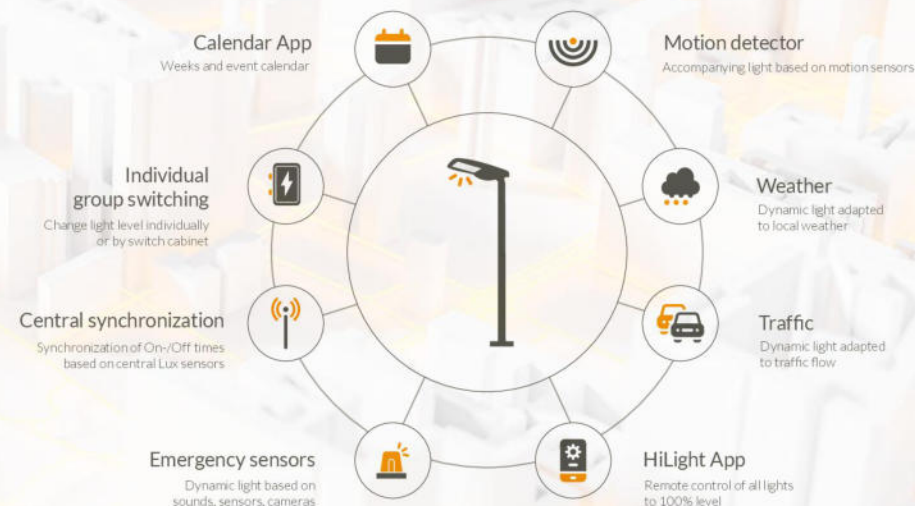 Calendar App
Weeks and event calendar
Motion detector
Accompanying light based on motion sensors
Individual
group switching
Change light level individually
or by switch cabinet
Weather
Dynamic light adapted
to local weather
Central synchronization
Synchronization of On-/Off times
based on central Lux sensors
Traffic
Dynamic light adapted
to traffic flow
Emergency sensors
Dynamic light based on
sounds, sensors, cameras
HiLight App
Remote control of all lights
to 100% level